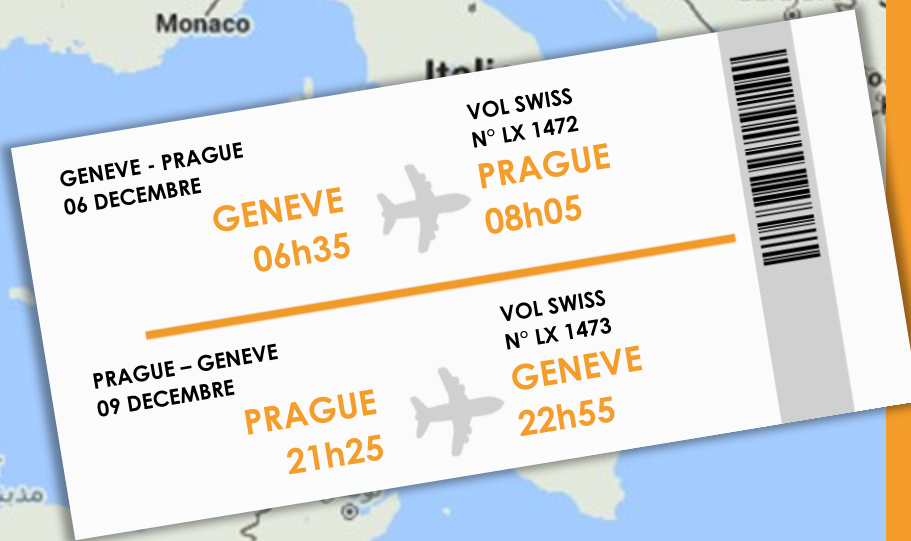 Monaco
GENEVE - PRAGUE
06 DECEMBRE
GENEVE
06h35
VOL SWISS
N° LX 1472
PRAGUE
08h05
PRAGUE – GENEVE
09 DECEMBRE
PRAGUE
21h25
VOL SWISS
N° LX 1473
GENEVE
22h55